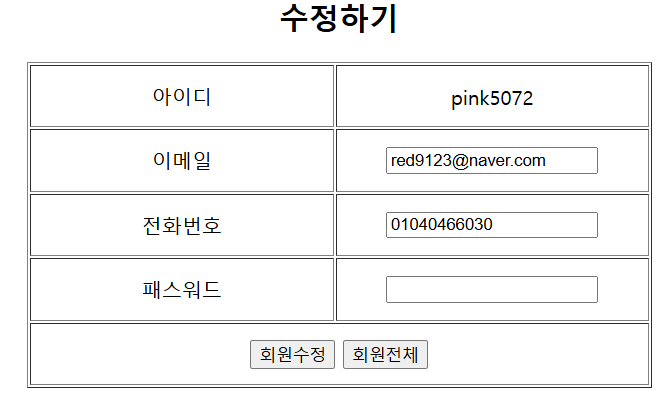 수정하기
아이디 pink5072
이메일 red9123@naver.com
전화번호 01040466030
패스워드
회원수정 회원전체